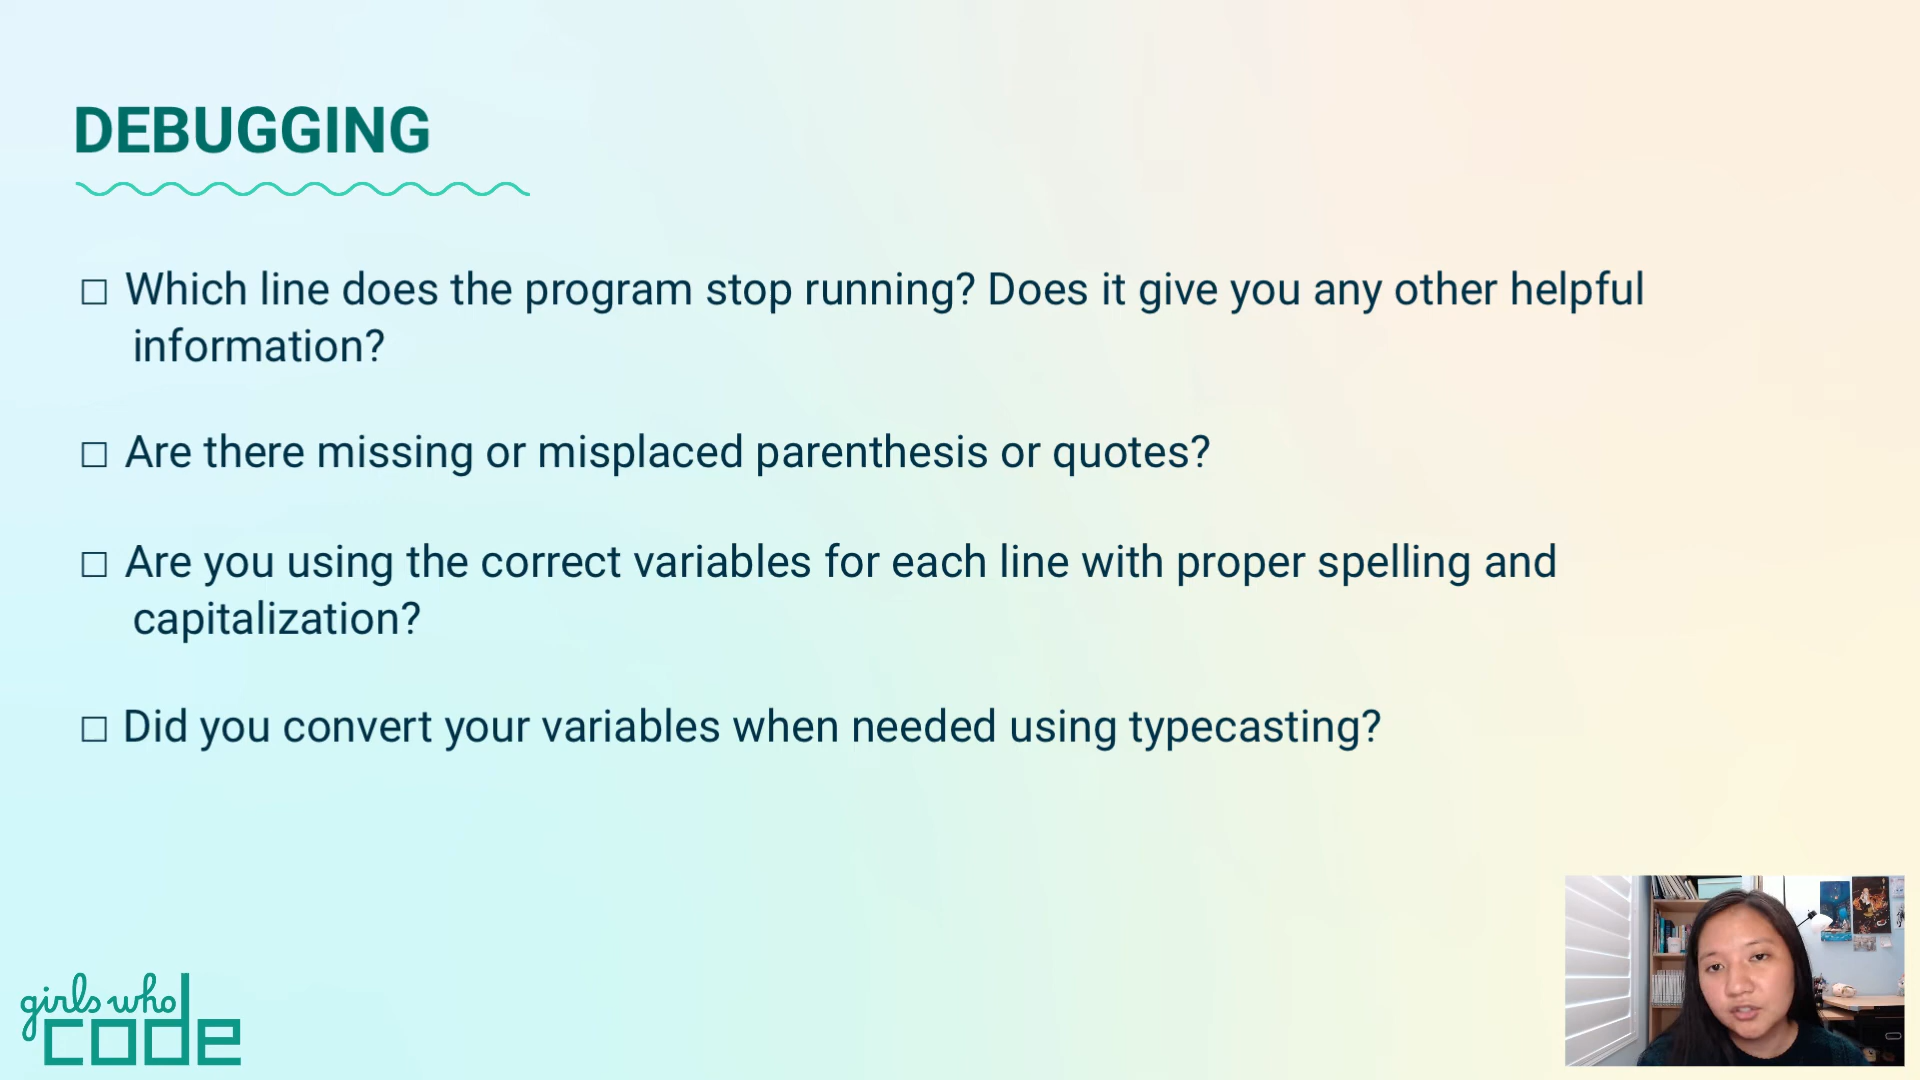 DEBUGGING
☐ Which line does the program stop running? Does it give you any other helpful
information?
☐ Are there missing or misplaced parenthesis or quotes?
☐ Are you using the correct variables for each line with proper spelling and
capitalization?
☐ Did you convert your variables when needed using typecasting?
girls who
code